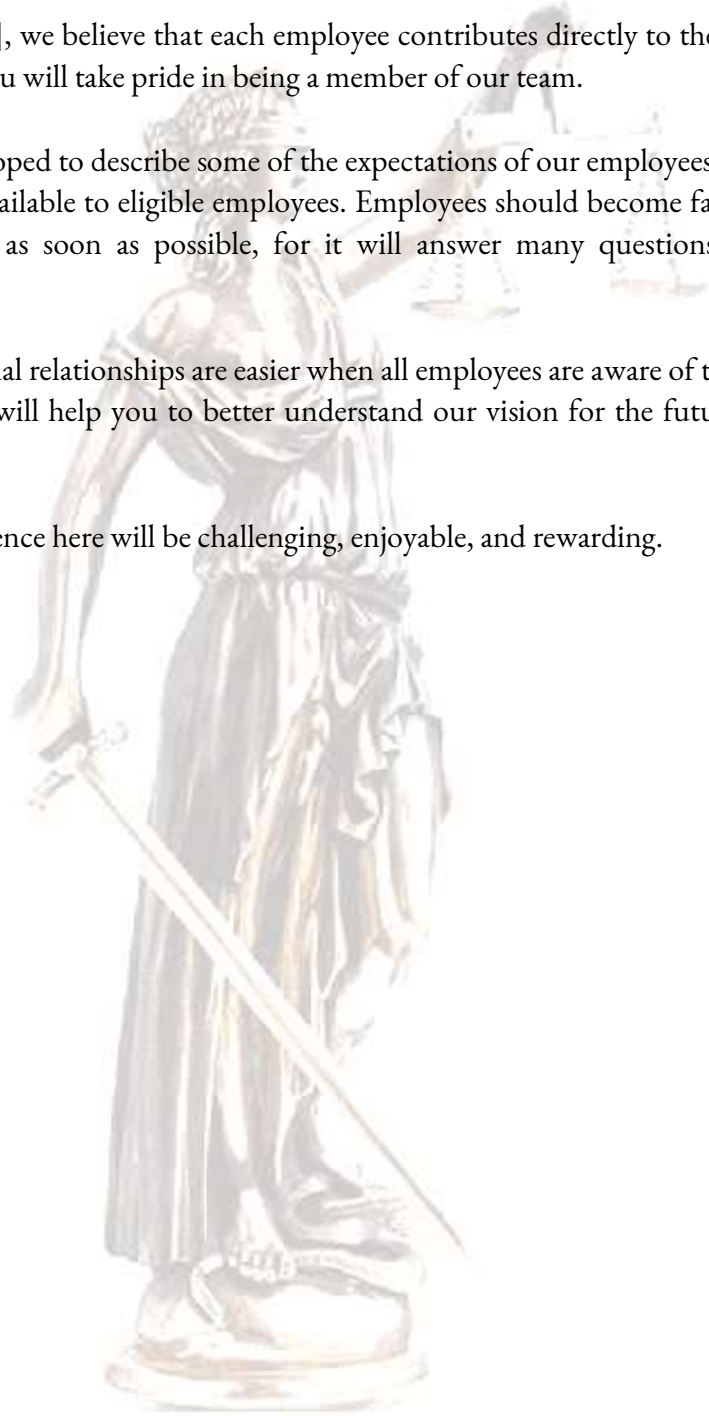 ], we believe that each employee contributes directly to the
u will take pride in being a member of our team.
oped to describe some of the expectations of our employees
ailable to eligible employees. Employees should become fa
as soon as possible, for it will answer many questions
al relationships are easier when all employees are aware of t
will help you to better understand our vision for the futu
ence here will be challenging, enjoyable, and rewarding.